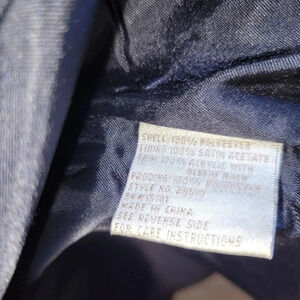 SHELL: 100% POLYESTER
LINING: 100% SATIN ACETATE
TRIM: 100% ACRYLIC WITH
PADDING: 100% POLYESTER
STYLE NO.
MADE IN CHINA
SEE REVERSE SIDE
FOR CARE INSTRUCTIONS